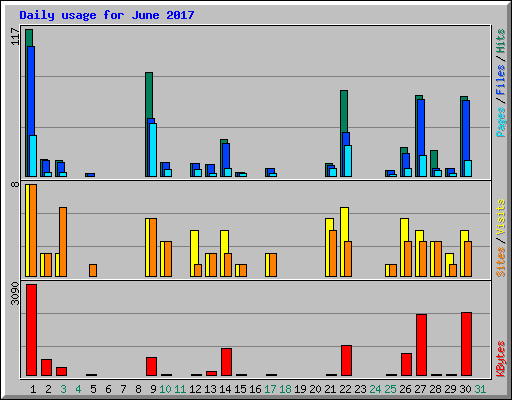 Daily usage for June 2017
117
Pages / Files / Hits
8
Sites / Visits
3090
KBytes
1 2 3 4 5 6 7 8 9 10 11 12 13 14 15 16 17 18 19 20 21 22 23 24 25 26 27 28 29 30 31